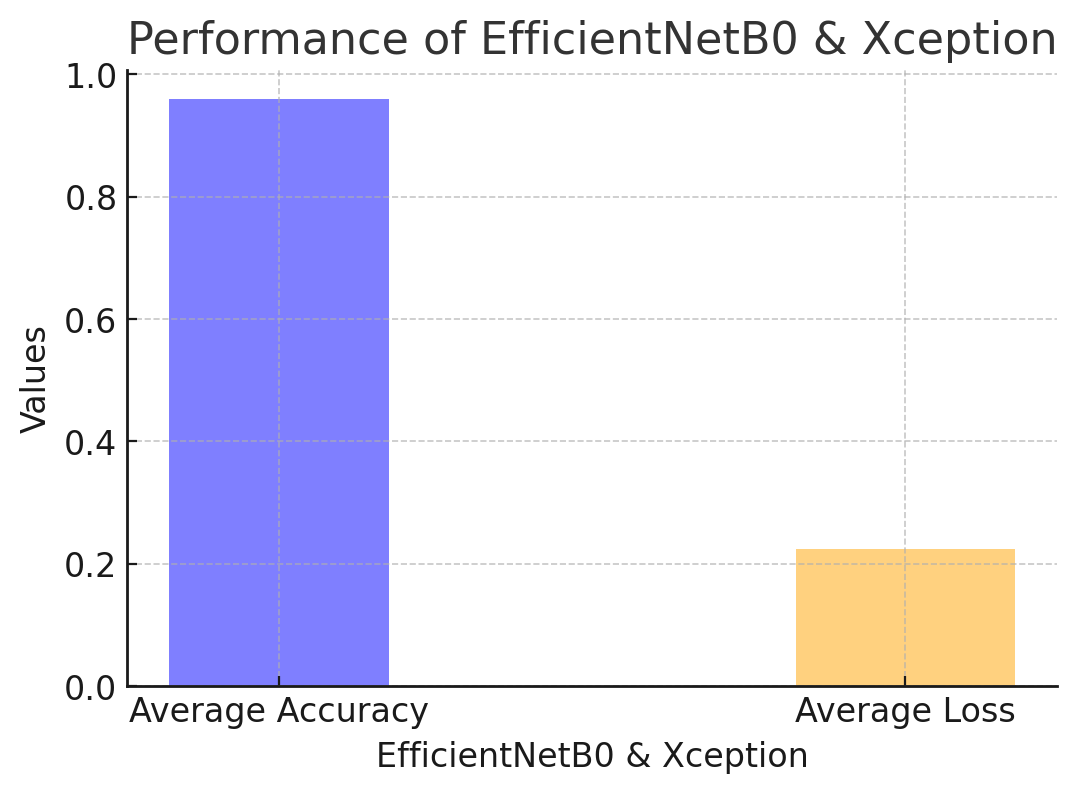 Performance of EfficientNetB0 & Xception
1.0
0.8
0.6
0.4
0.2
0.0
Values
Average Accuracy
Average Loss
EfficientNetB0 & Xception